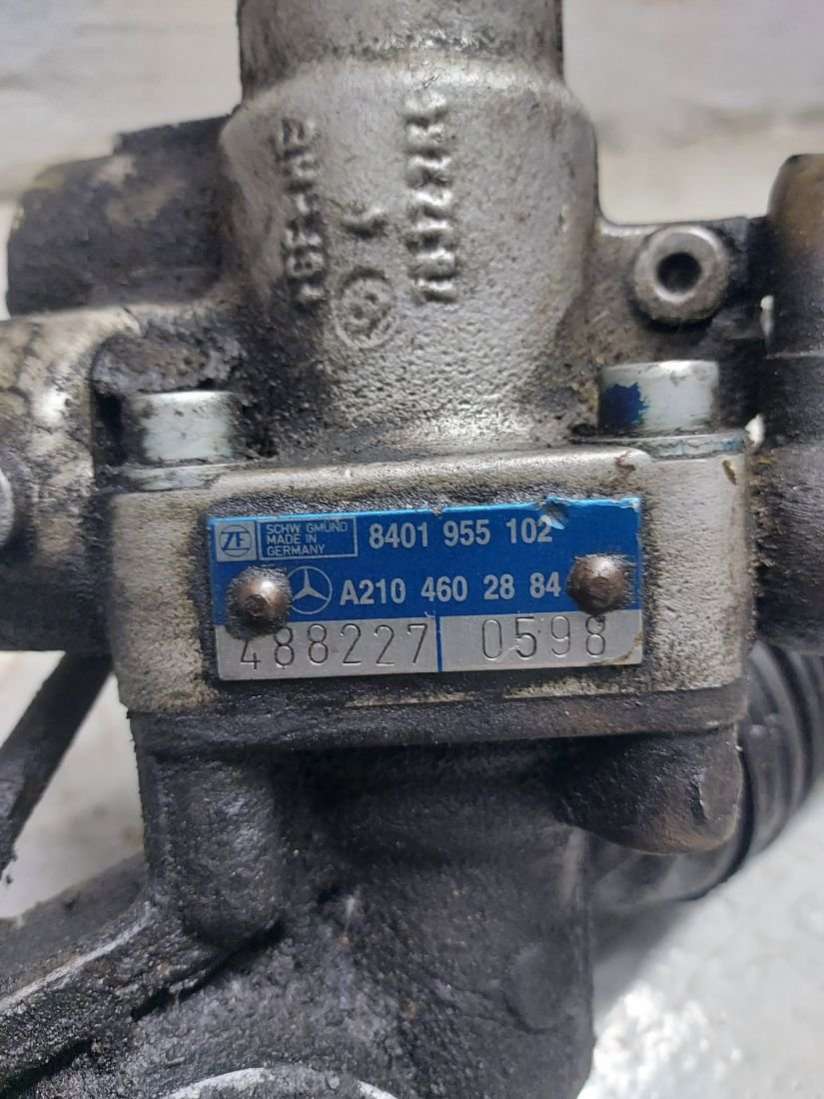 ZF
SCHW. GMÜND
MADE IN
GERMANY
8401 955 102
A210 460 28 84
488227 0598